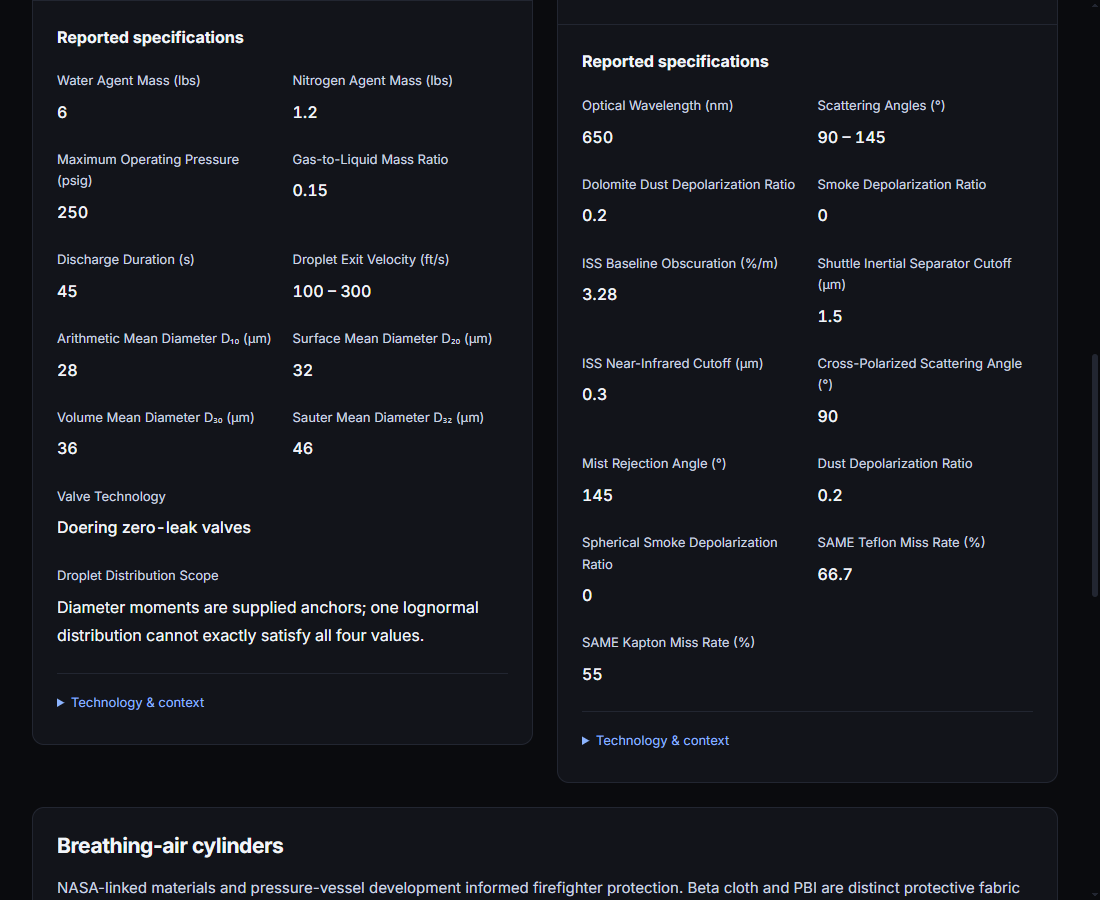 Reported specifications
Water Agent Mass (lbs)
6
Nitrogen Agent Mass (lbs)
1.2
Maximum Operating Pressure
(psig)
250
Gas-to-Liquid Mass Ratio
0.15
Discharge Duration (s)
45
Droplet Exit Velocity (ft/s)
100 – 300
Arithmetic Mean Diameter D₁₀ (μm)
28
Surface Mean Diameter D₂₀ (μm)
32
Volume Mean Diameter D₃₀ (μm)
36
Sauter Mean Diameter D₃₂ (μm)
46
Valve Technology
Doering zero-leak valves
Droplet Distribution Scope
Diameter moments are supplied anchors; one lognormal
distribution cannot exactly satisfy all four values.
▶ Technology & context
Reported specifications
Optical Wavelength (nm)
650
Scattering Angles (°)
90 – 145
Dolomite Dust Depolarization Ratio
0.2
Smoke Depolarization Ratio
0
ISS Baseline Obscuration (%/m)
3.28
Shuttle Inertial Separator Cutoff
(μm)
1.5
ISS Near-Infrared Cutoff (μm)
0.3
Cross-Polarized Scattering Angle
(°)
90
Mist Rejection Angle (°)
145
Dust Depolarization Ratio
0.2
Spherical Smoke Depolarization
Ratio
0
SAME Teflon Miss Rate (%)
66.7
SAME Kapton Miss Rate (%)
55
▶ Technology & context
Breathing-air cylinders
NASA-linked materials and pressure-vessel development informed firefighter protection. Beta cloth and PBI are distinct protective fabric